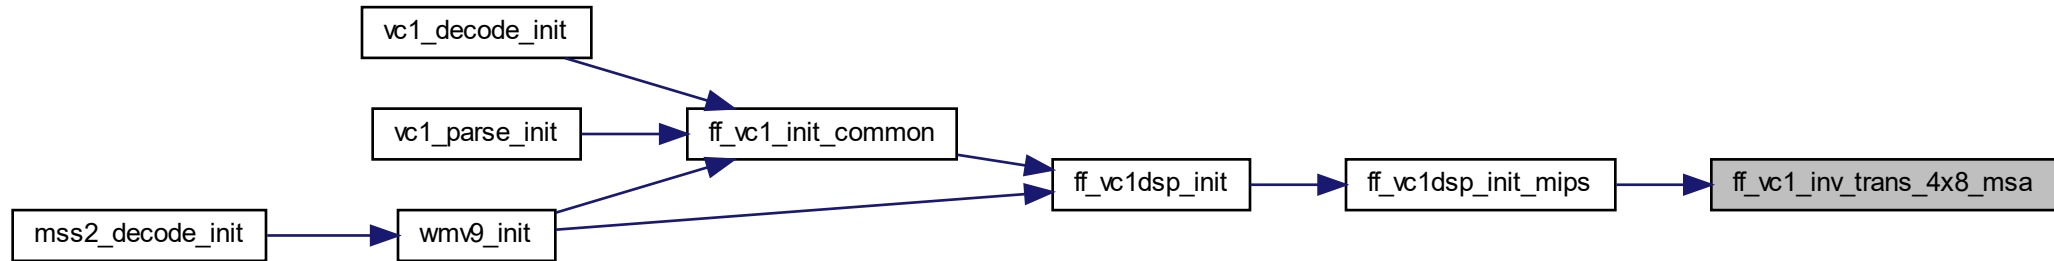 vc1_decode_init
vc1_parse_init
ff_vc1_init_common
ff_vc1dsp_init
ff_vc1dsp_init_mips
ff_vc1_inv_trans_4x8_msa
mss2_decode_init
wmv9_init